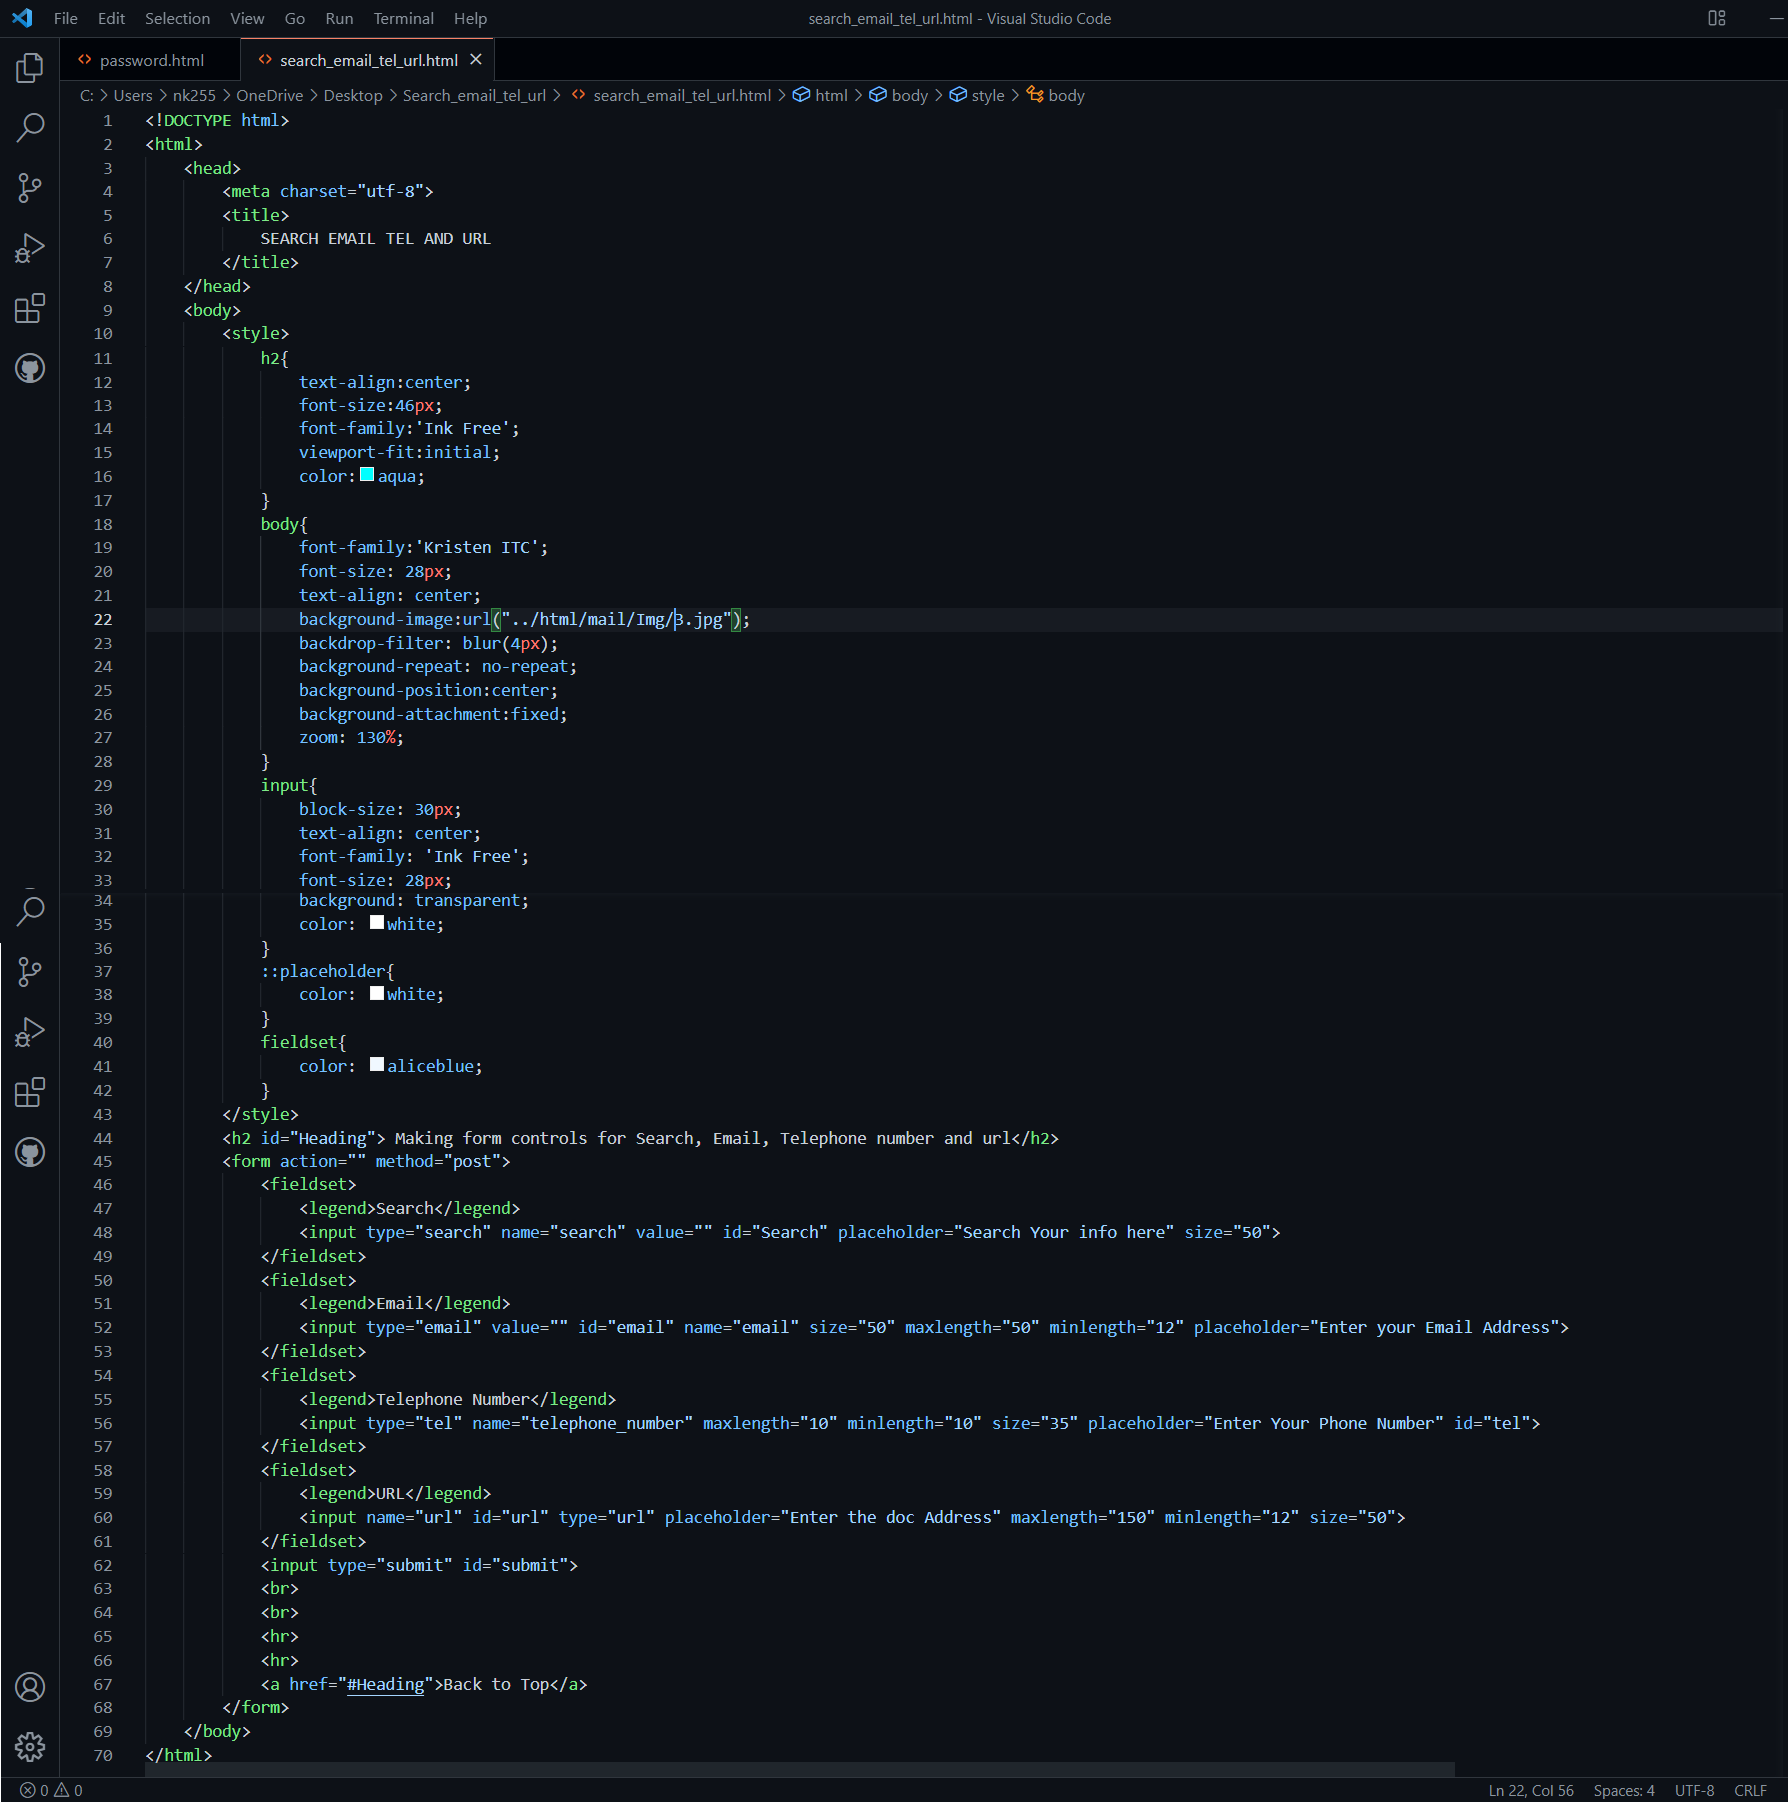 File Edit Selection View Go Run Terminal Help search_email_tel_url.html - Visual Studio Code
<> password.html <> search_email_tel_url.html ×
C: > Users > nk255 > OneDrive > Desktop > Search_email_tel_url > <> search_email_tel_url.html > html > body > style > body
1 <!DOCTYPE html>
2 <html>
3 <head>
4 <meta charset="utf-8">
5 <title>
6 SEARCH EMAIL TEL AND URL
7 </title>
8 </head>
9 <body>
10 <style>
11 h2{
12 text-align:center;
13 font-size:46px;
14 font-family:'Ink Free';
15 viewport-fit:initial;
16 color:aqua;
17 }
18 body{
19 font-family:'Kristen ITC';
20 font-size: 28px;
21 text-align: center;
22 background-image:url("../html/mail/Img/3.jpg");
23 backdrop-filter: blur(4px);
24 background-repeat: no-repeat;
25 background-position:center;
26 background-attachment:fixed;
27 zoom: 130%;
28 }
29 input{
30 block-size: 30px;
31 text-align: center;
32 font-family: 'Ink Free';
33 font-size: 28px;
34 background: transparent;
35 color: white;
36 }
37 ::placeholder{
38 color: white;
39 }
40 fieldset{
41 color: aliceblue;
42 }
43 </style>
44 <h2 id="Heading"> Making form controls for Search, Email, Telephone number and url</h2>
45 <form action="" method="post">
46 <fieldset>
47 <legend>Search</legend>
48 <input type="search" name="search" value="" id="Search" placeholder="Search Your info here" size="50">
49 </fieldset>
50 <fieldset>
51 <legend>Email</legend>
52 <input type="email" value="" id="email" name="email" size="50" maxlength="50" minlength="12" placeholder="Enter your Email Address">
53 </fieldset>
54 <fieldset>
55 <legend>Telephone Number</legend>
56 <input type="tel" name="telephone_number" maxlength="10" minlength="10" size="35" placeholder="Enter Your Phone Number" id="tel">
57 </fieldset>
58 <fieldset>
59 <legend>URL</legend>
60 <input name="url" id="url" type="url" placeholder="Enter the doc Address" maxlength="150" minlength="12" size="50">
61 </fieldset>
62 <input type="submit" id="submit">
63 <br>
64 <br>
65 <hr>
66 <hr>
67 <a href="#Heading">Back to Top</a>
68 </form>
69 </body>
70 </html>
0 0 Ln 22, Col 56 Spaces: 4 UTF-8 CRLF